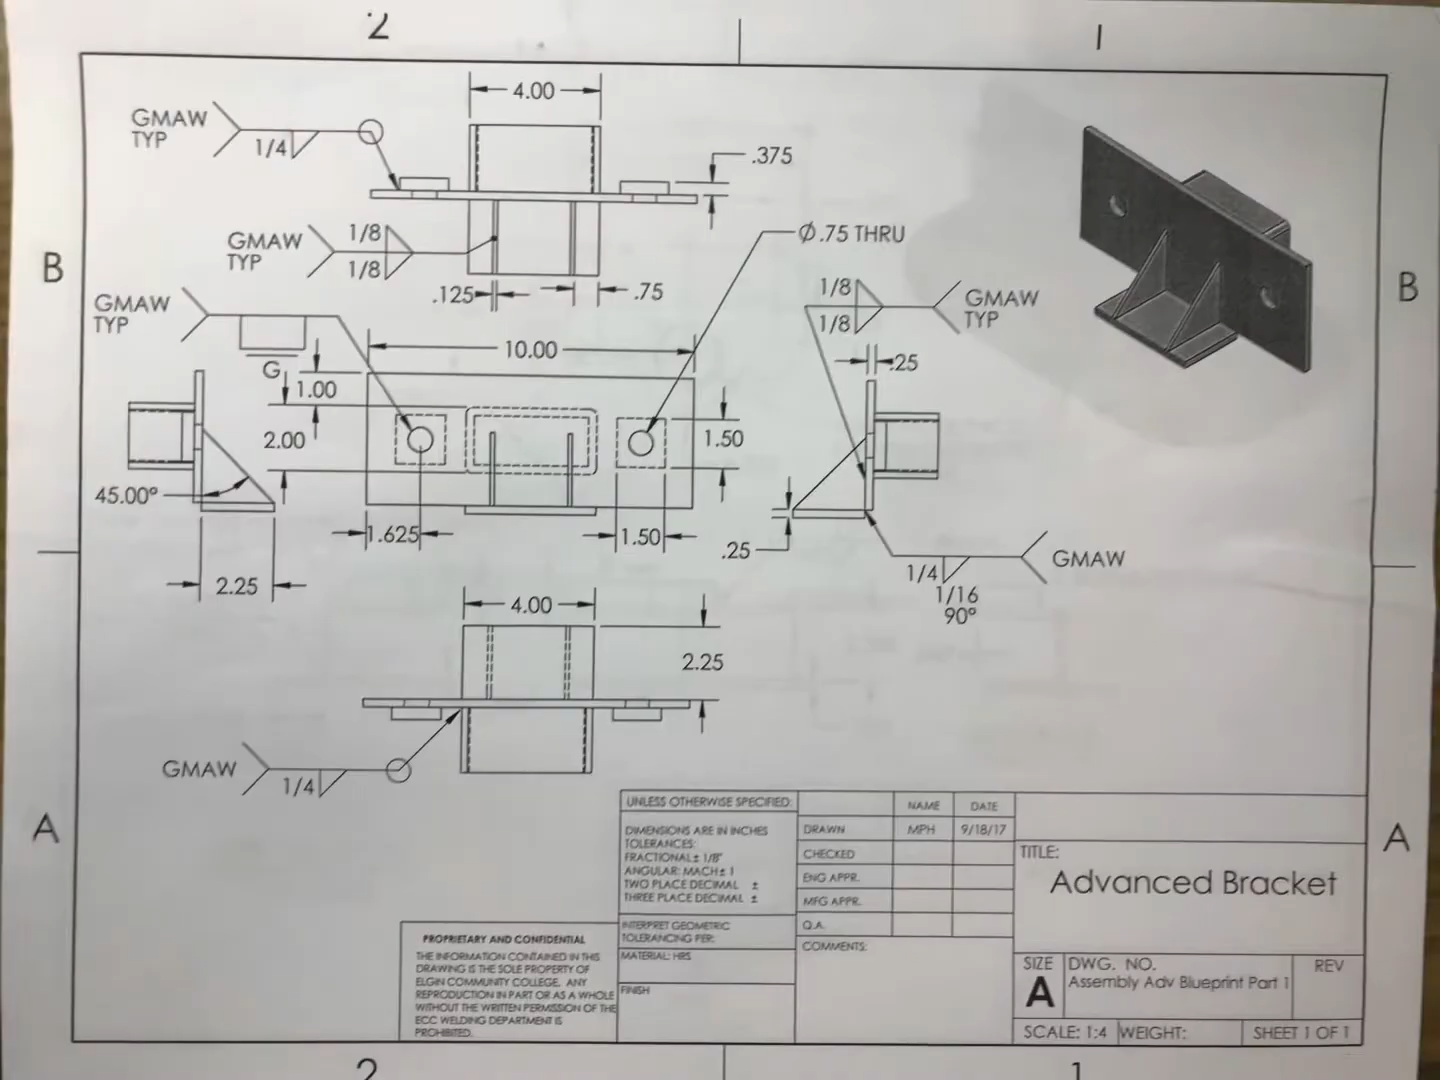 2
1
4.00
GMAW
TYP
1/4
.375
B
GMAW
TYP
1/8
1/8
Ø.75 THRU
B
.125
.75
GMAW
TYP
1/8
1/8
GMAW
TYP
10.00
.25
G
1.00
2.00
1.50
45.00°
1.625
1.50
.25
GMAW
1/4
1/16
90°
2.25
4.00
2.25
GMAW
1/4
A
A
UNLESS OTHERWISE SPECIFIED:
DIMENSIONS ARE IN INCHES
TOLERANCES:
FRACTIONAL± 1/8"
ANGULAR: MACH± 1
TWO PLACE DECIMAL ±
THREE PLACE DECIMAL ±
INTERPRET GEOMETRIC
TOLERANCING PER:
MATERIAL: HRS
FINISH
NAME DATE
DRAWN MPH 9/18/17
CHECKED
ENG APPR.
MFG APPR.
Q.A.
COMMENTS:
TITLE:
Advanced Bracket
SIZE DWG. NO. REV
A Assembly Adv Blueprint Part 1
SCALE: 1:4 WEIGHT: SHEET 1 OF 1
PROPRIETARY AND CONFIDENTIAL
THE INFORMATION CONTAINED IN THIS
DRAWING IS THE SOLE PROPERTY OF
ELGIN COMMUNITY COLLEGE. ANY
REPRODUCTION IN PART OR AS A WHOLE
WITHOUT THE WRITTEN PERMISSION OF THE
ECC WELDING DEPARTMENT IS
PROHIBITED.
2
1